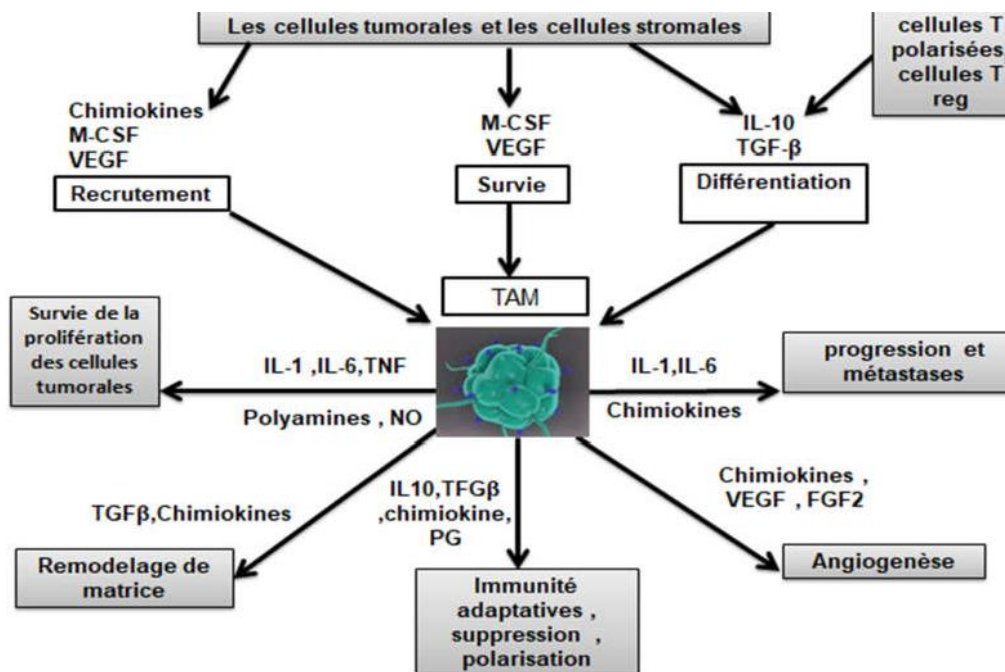 Les cellules tumorales et les cellules stromales
cellules T
polarisées
cellules T
reg
Chimiokines
M-CSF
VEGF
Recrutement
M-CSF
VEGF
Survie
IL-10
TGF-β
Différentiation
TAM
Survie de la
prolifération
des cellules
tumorales
IL-1 ,IL-6,TNF
Polyamines , NO
IL-1,IL-6
Chimiokines
progression et
métastases
TGFβ,Chimiokines
Remodelage de
matrice
IL10,TFGβ
,chimiokine,
PG
Immunité
adaptatives ,
suppression ,
polarisation
Chimiokines ,
VEGF , FGF2
Angiogenèse